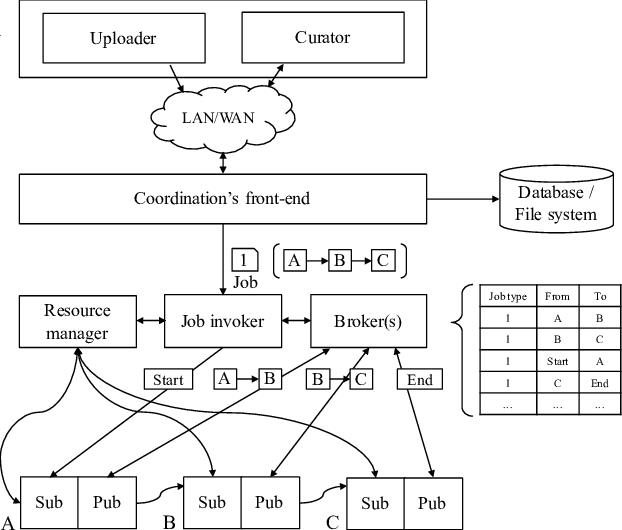 Uploader
Curator
LAN/WAN
Coordination's front-end
Database /
File system
1
Job
A
B
C
Resource
manager
Job invoker
Broker(s)
Job type From To
1 A B
1 B C
1 Start A
1 C End
... ... ...
Start
A
B
B
C
End
Sub
Pub
Sub
Pub
Sub
Pub
A
B
C